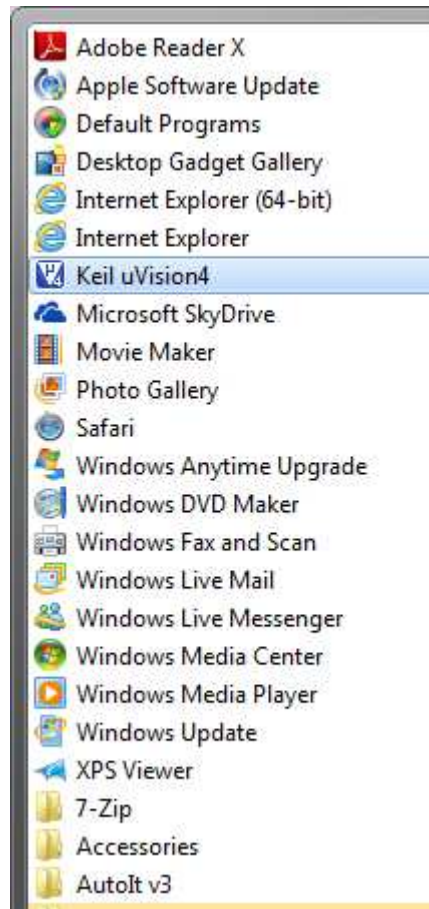 Adobe Reader X
Apple Software Update
Default Programs
Desktop Gadget Gallery
Internet Explorer (64-bit)
Internet Explorer
Keil uVision4
Microsoft SkyDrive
Movie Maker
Photo Gallery
Safari
Windows Anytime Upgrade
Windows DVD Maker
Windows Fax and Scan
Windows Live Mail
Windows Live Messenger
Windows Media Center
Windows Media Player
Windows Update
XPS Viewer
7-Zip
Accessories
AutoIt v3